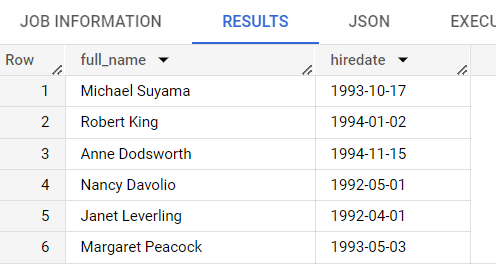 JOB INFORMATION RESULTS JSON EXECU
Row full_name hiredate
1 Michael Suyama 1993-10-17
2 Robert King 1994-01-02
3 Anne Dodsworth 1994-11-15
4 Nancy Davolio 1992-05-01
5 Janet Leverling 1992-04-01
6 Margaret Peacock 1993-05-03